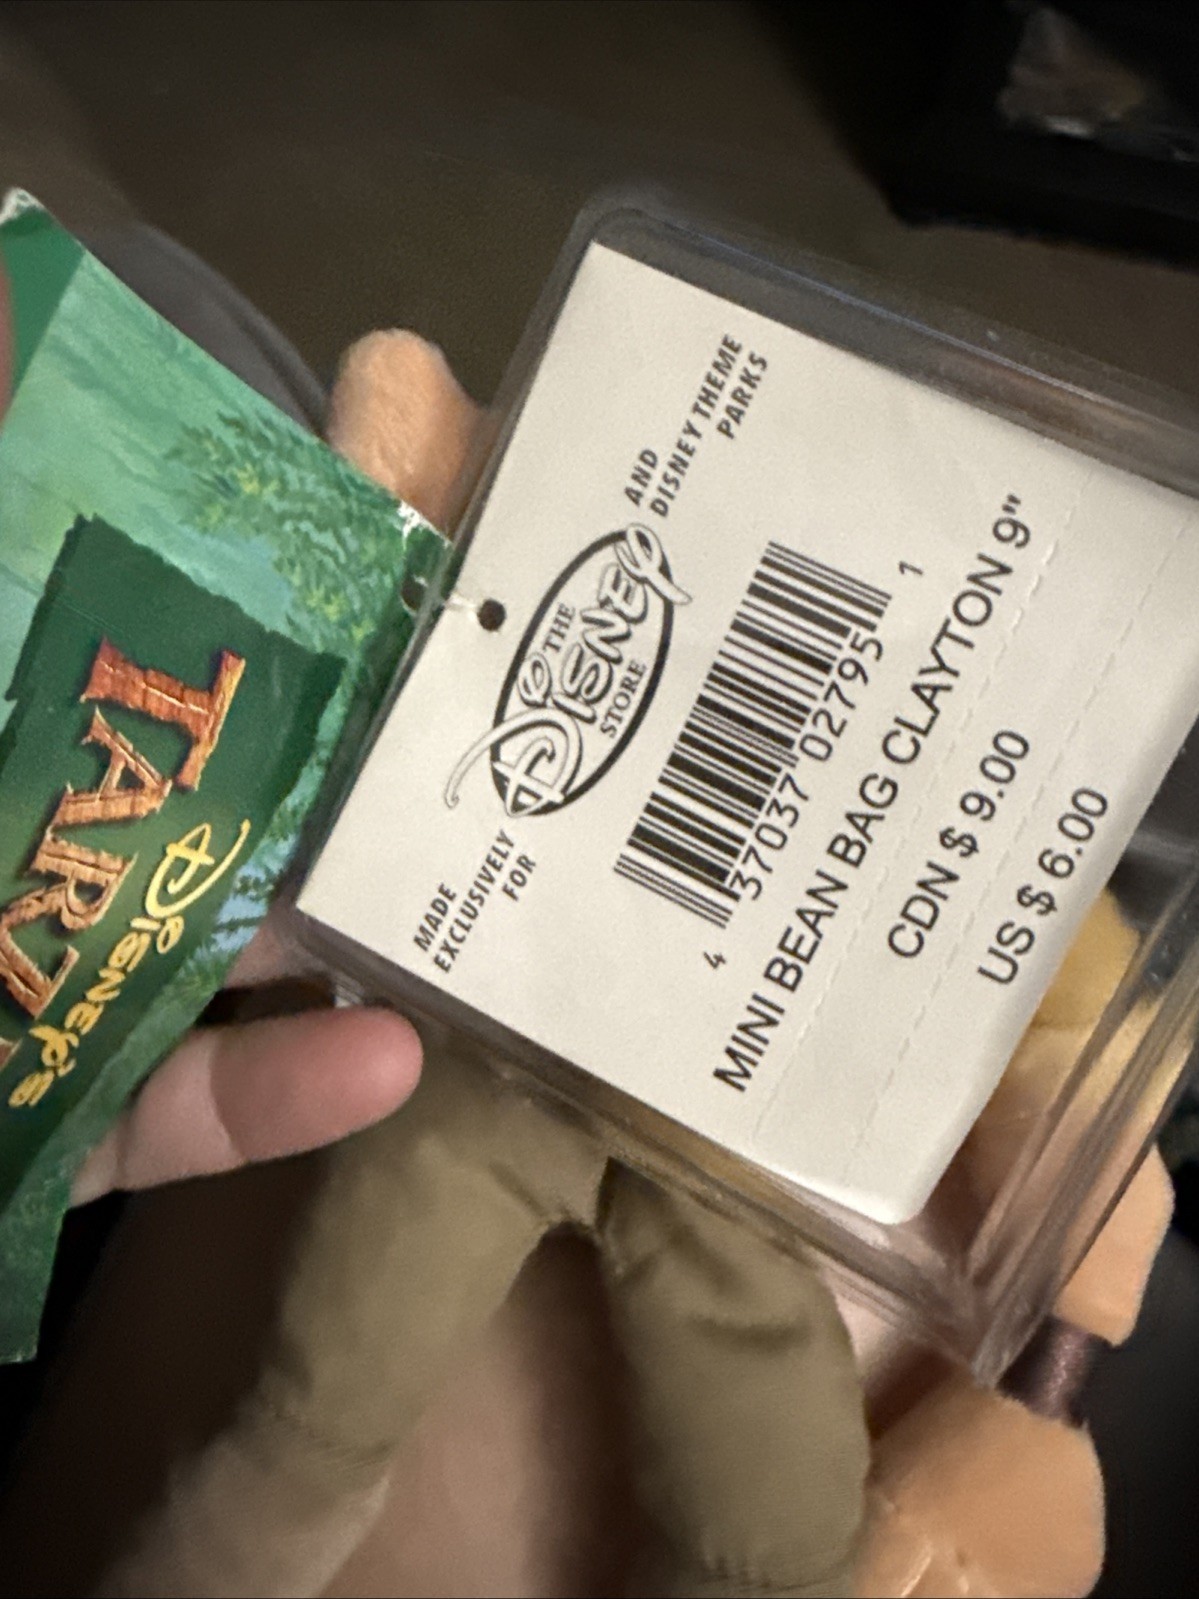 DISNEY'S
TARZ
MADE
EXCLUSIVELY
FOR
THE
DISNEY
STORE
AND
DISNEY THEME
PARKS
4 37037 02795 1
MINI BEAN BAG CLAYTON 9"
CDN $ 9.00
US $ 6.00